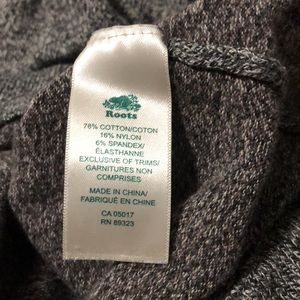 Roots
78% COTTON/COTON
16% NYLON
6% SPANDEX/
ÉLASTHANNE
EXCLUSIVE OF TRIMS/
GARNITURES NON
COMPRISES
MADE IN CHINA/
FABRIQUÉ EN CHINE
CA 05017
RN 89323